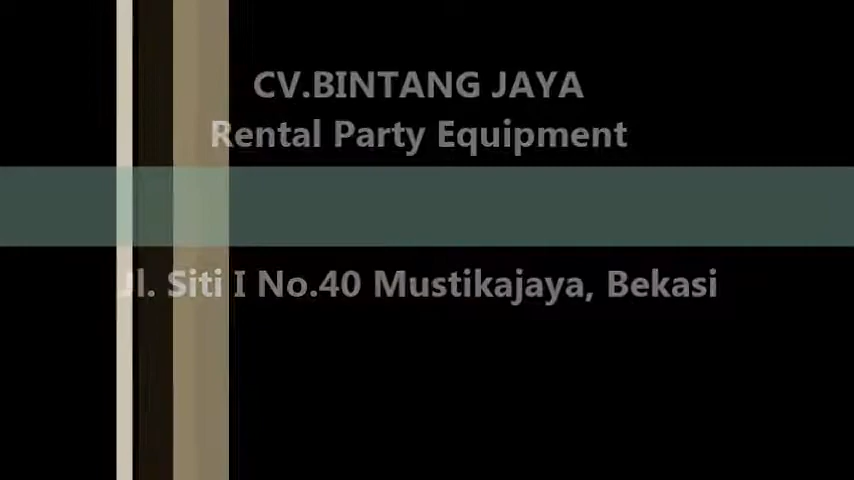 CV.BINTANG JAYA
Rental Party Equipment
Jl. Siti I No.40 Mustikajaya, Bekasi